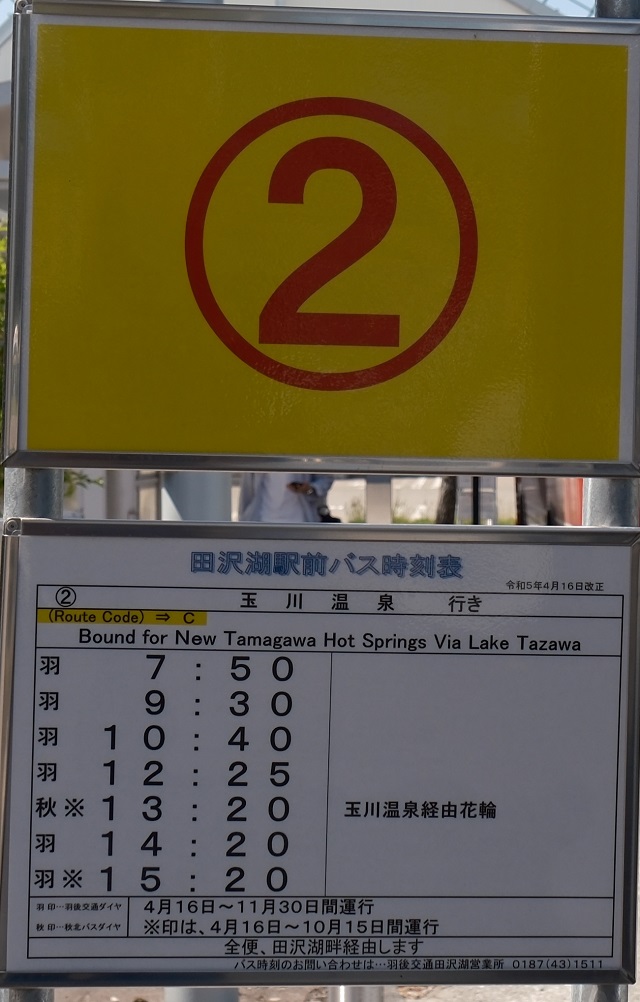 ②
田沢湖駅前バス時刻表
令和5年4月16日改正
② 玉川温泉 行き
(Route Code) ⇒ C
Bound for New Tamagawa Hot Springs Via Lake Tazawa
羽 7:50
羽 9:30
羽 10:40
羽 12:25
秋※13:20 玉川温泉経由花輪
羽 14:20
羽※15:20
羽印…羽後交通ダイヤ 4月16日～11月30日間運行
秋印…秋北バスダイヤ ※印は、4月16日～10月15日間運行
全便、田沢湖畔経由します
バス時刻のお問い合わせは…羽後交通田沢湖営業所 0187(43)1511